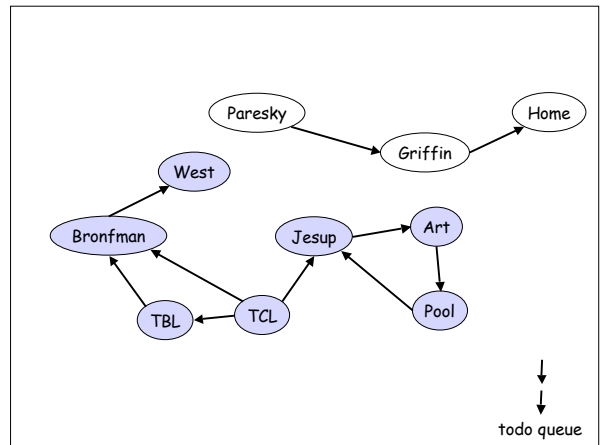 Paresky
Home
Griffin
West
Bronfman
Jesup
Art
TBL
TCL
Pool
todo queue